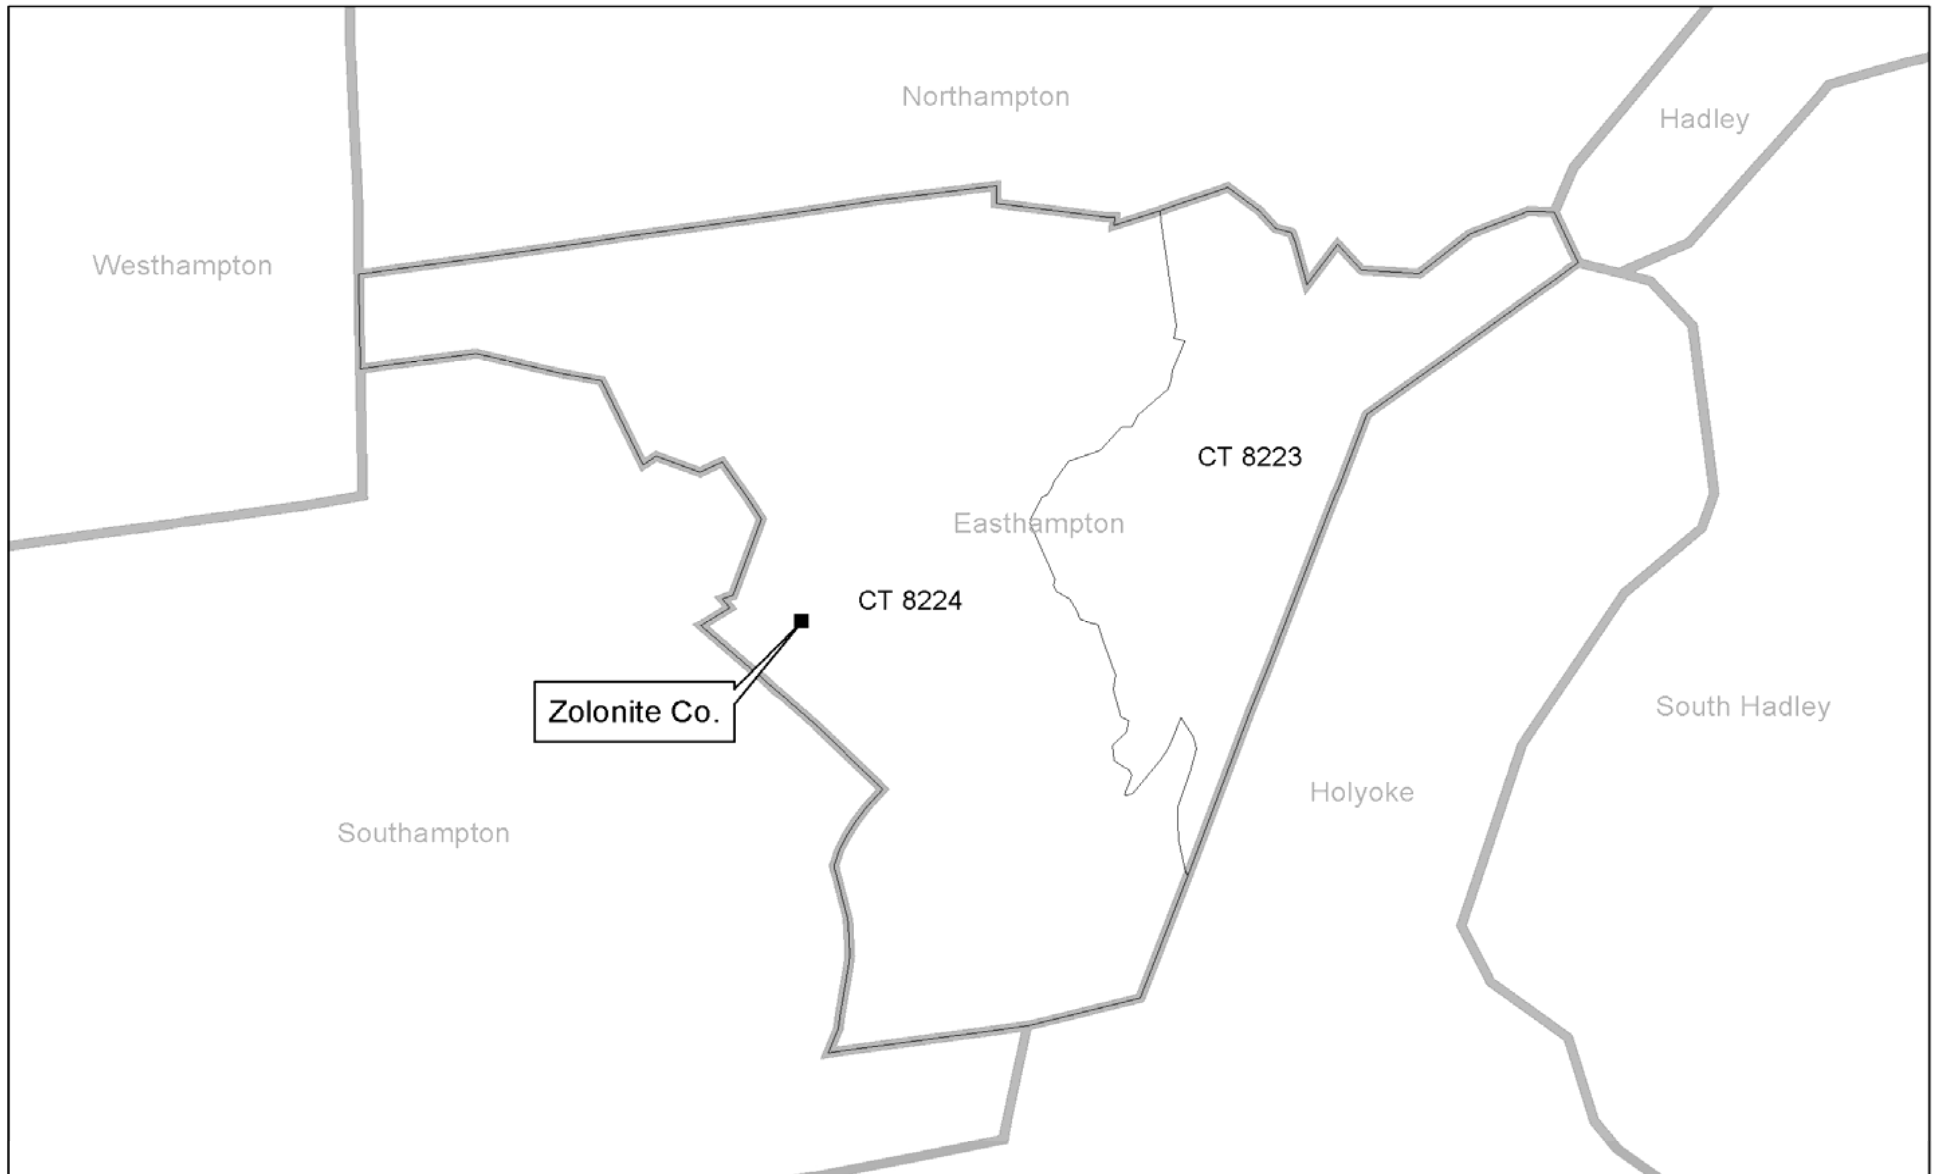 Northampton
Hadley
Westhampton
CT 8223
Easthampton
CT 8224
Zolonite Co.
South Hadley
Holyoke
Southampton